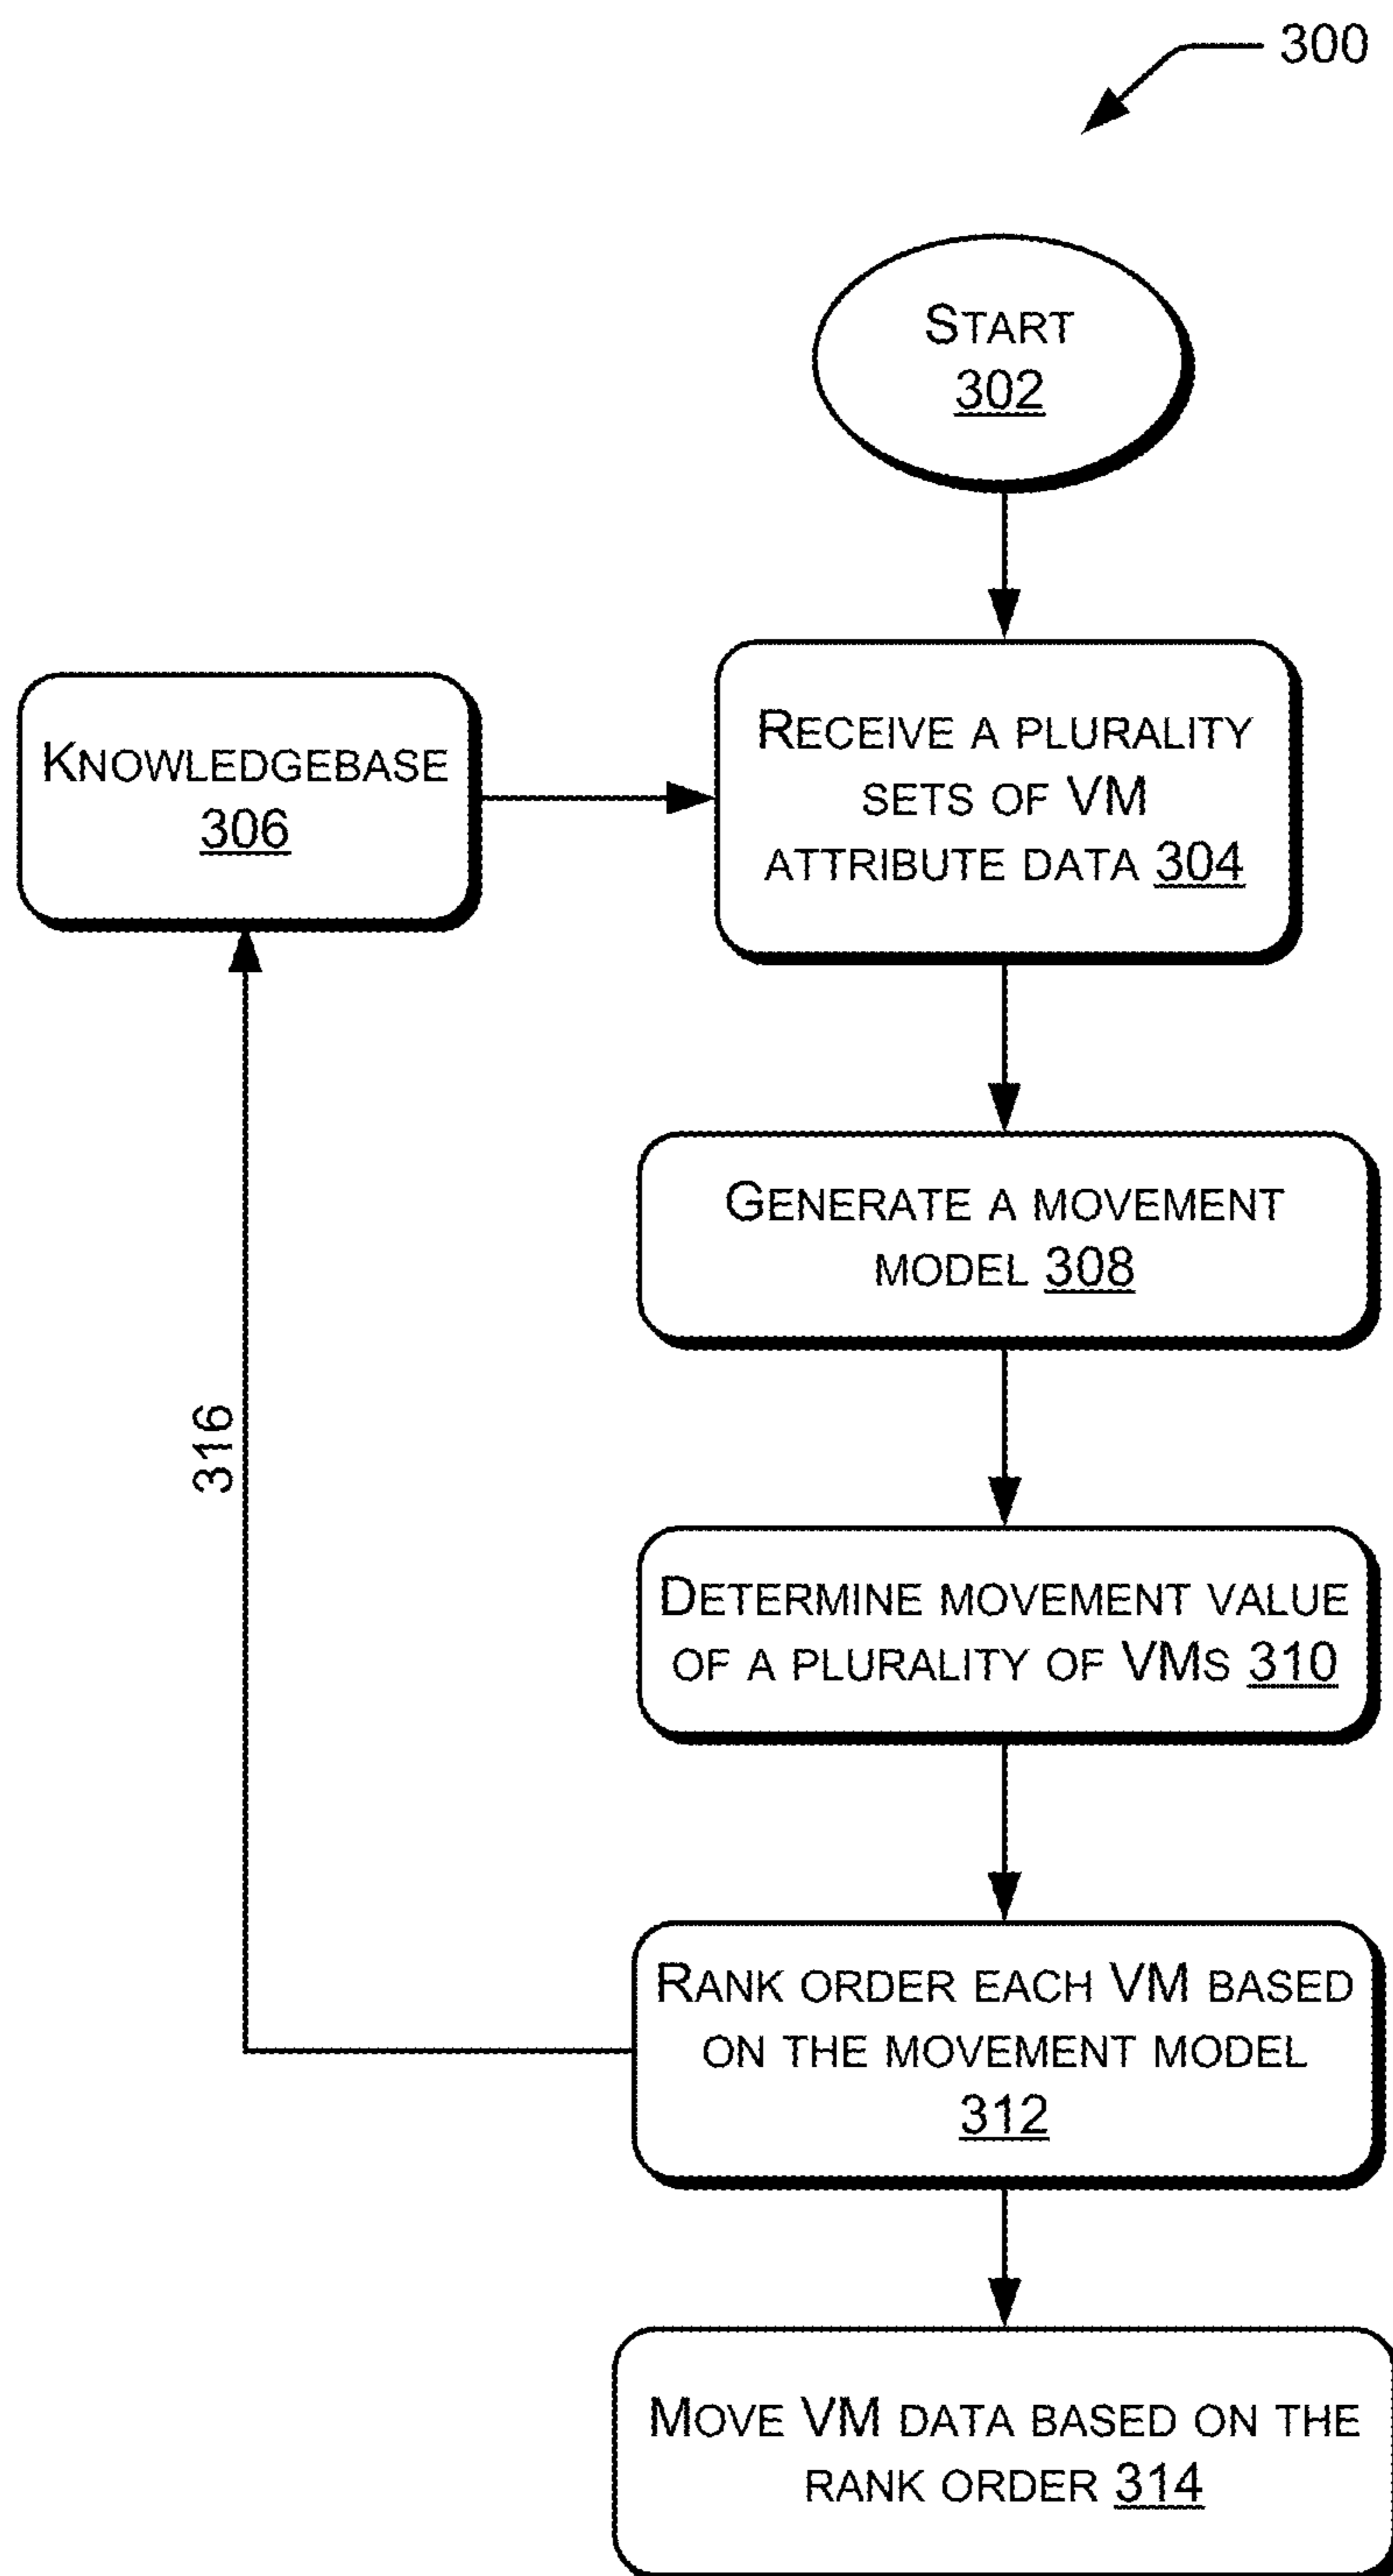 300
START
302
KNOWLEDGEBASE
306
RECEIVE A PLURALITY
SETS OF VM
ATTRIBUTE DATA 304
GENERATE A MOVEMENT
MODEL 308
316
DETERMINE MOVEMENT VALUE
OF A PLURALITY OF VMS 310
RANK ORDER EACH VM BASED
ON THE MOVEMENT MODEL
312
MOVE VM DATA BASED ON THE
RANK ORDER 314